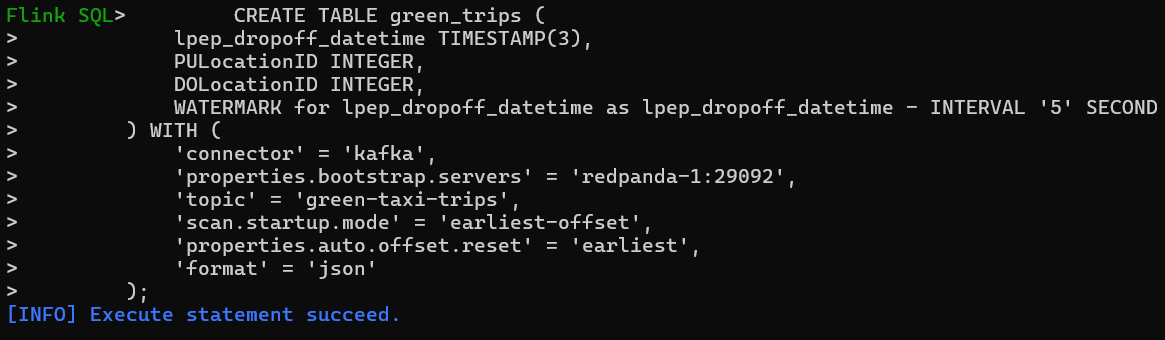 Flink SQL>         CREATE TABLE green_trips (
>             lpep_dropoff_datetime TIMESTAMP(3),
>             PULocationID INTEGER,
>             DOLocationID INTEGER,
>             WATERMARK for lpep_dropoff_datetime as lpep_dropoff_datetime - INTERVAL '5' SECOND
>         ) WITH (
>             'connector' = 'kafka',
>             'properties.bootstrap.servers' = 'redpanda-1:29092',
>             'topic' = 'green-taxi-trips',
>             'scan.startup.mode' = 'earliest-offset',
>             'properties.auto.offset.reset' = 'earliest',
>             'format' = 'json'
>         );
[INFO] Execute statement succeed.